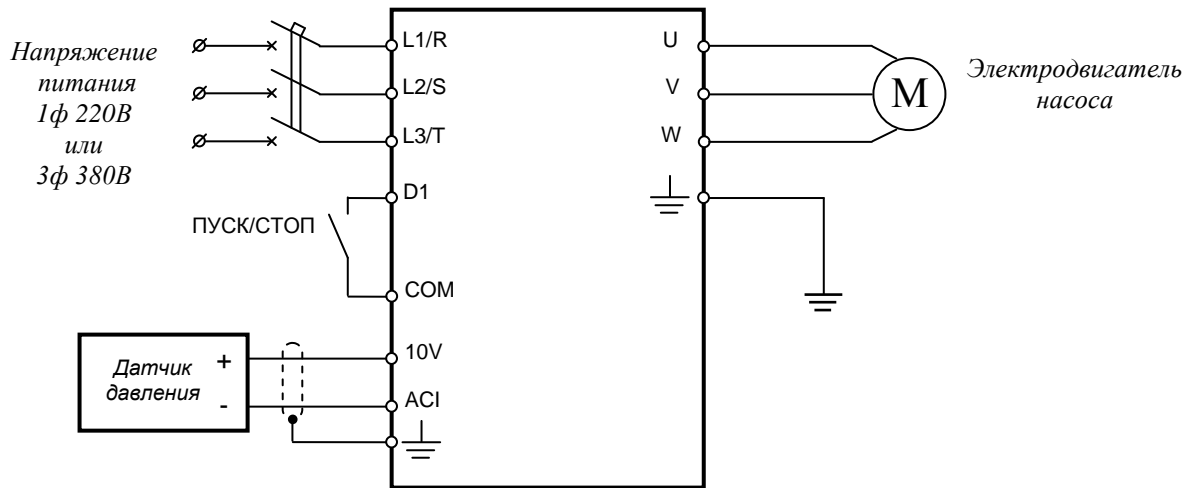 Напряжение
питания
1ф 220В
или
3ф 380В
L1/R
L2/S
L3/T
U
V
W
M
Электродвигатель
насоса
D1
ПУСК/СТОП
COM
Датчик
давления
+
-
10V
ACI